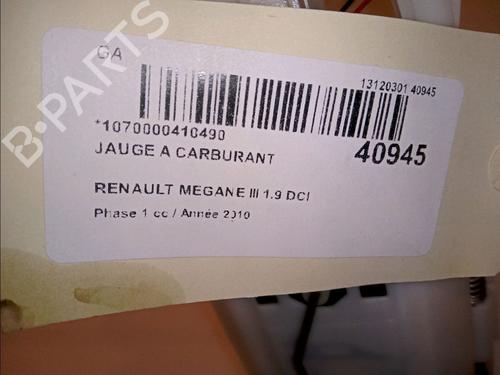 GA
13120301 40945
*1070000410490
40945
JAUGE A CARBURANT
RENAULT MEGANE III 1.9 DCI
Phase 1 cc / Année 2010
B-PARTS